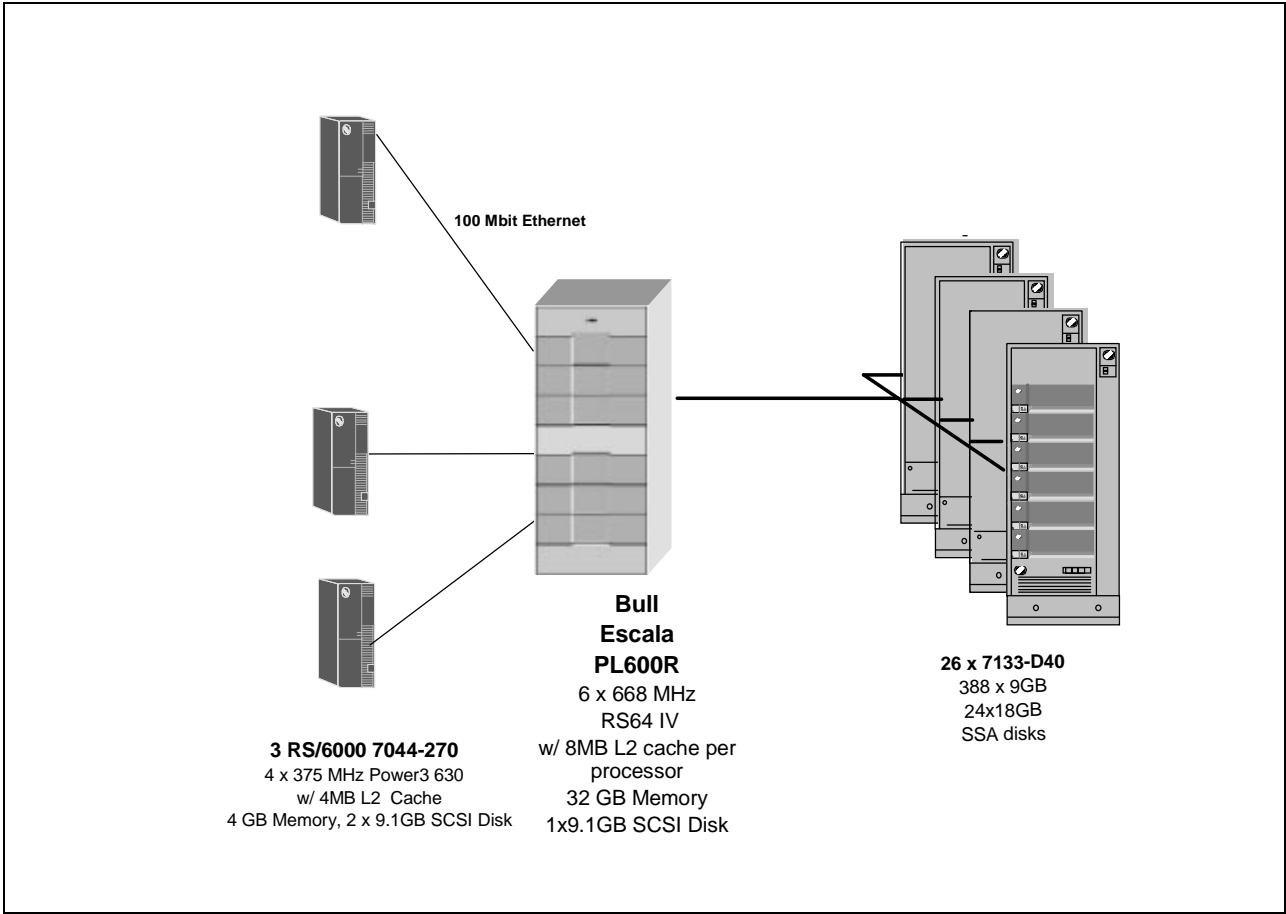 100 Mbit Ethernet
Bull
Escala
PL600R
6 x 668 MHz
RS64 IV
w/ 8MB L2 cache per
processor
32 GB Memory
1x9.1GB SCSI Disk
3 RS/6000 7044-270
4 x 375 MHz Power3 630
w/ 4MB L2 Cache
4 GB Memory, 2 x 9.1GB SCSI Disk
26 x 7133-D40
388 x 9GB
24x18GB
SSA disks